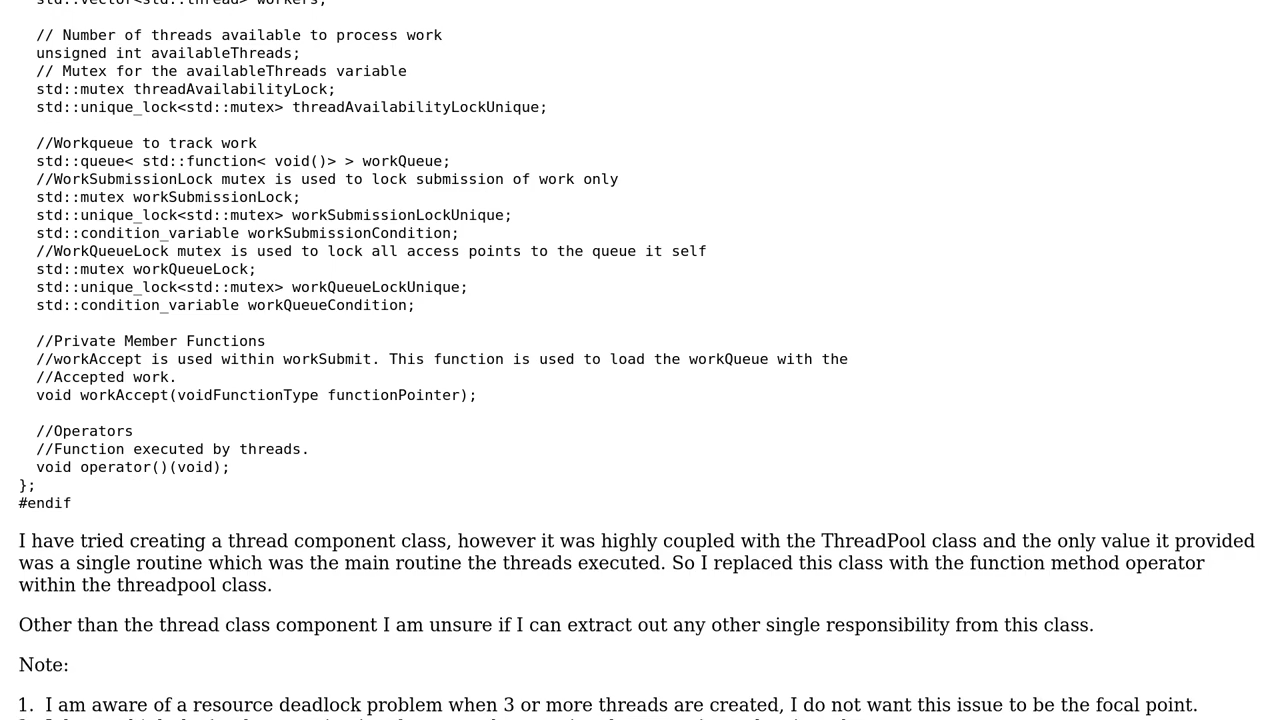 std::vector<std::thread> workers;
// Number of threads available to process work
unsigned int availableThreads;
// Mutex for the availableThreads variable
std::mutex threadAvailabilityLock;
std::unique_lock<std::mutex> threadAvailabilityLockUnique;
//Workqueue to track work
std::queue< std::function< void()> > workQueue;
//WorkSubmissionLock mutex is used to lock submission of work only
std::mutex workSubmissionLock;
std::unique_lock<std::mutex> workSubmissionLockUnique;
std::condition_variable workSubmissionCondition;
//WorkQueueLock mutex is used to lock all access points to the queue it self
std::mutex workQueueLock;
std::unique_lock<std::mutex> workQueueLockUnique;
std::condition_variable workQueueCondition;
//Private Member Functions
//workAccept is used within workSubmit. This function is used to load the workQueue with the
//Accepted work.
void workAccept(voidFunctionType functionPointer);
//Operators
//Function executed by threads.
void operator()(void);
};
#endif
I have tried creating a thread component class, however it was highly coupled with the ThreadPool class and the only value it provided
was a single routine which was the main routine the threads executed. So I replaced this class with the function method operator
within the threadpool class.
Other than the thread class component I am unsure if I can extract out any other single responsibility from this class.
Note:
1. I am aware of a resource deadlock problem when 3 or more threads are created, I do not want this issue to be the focal point.